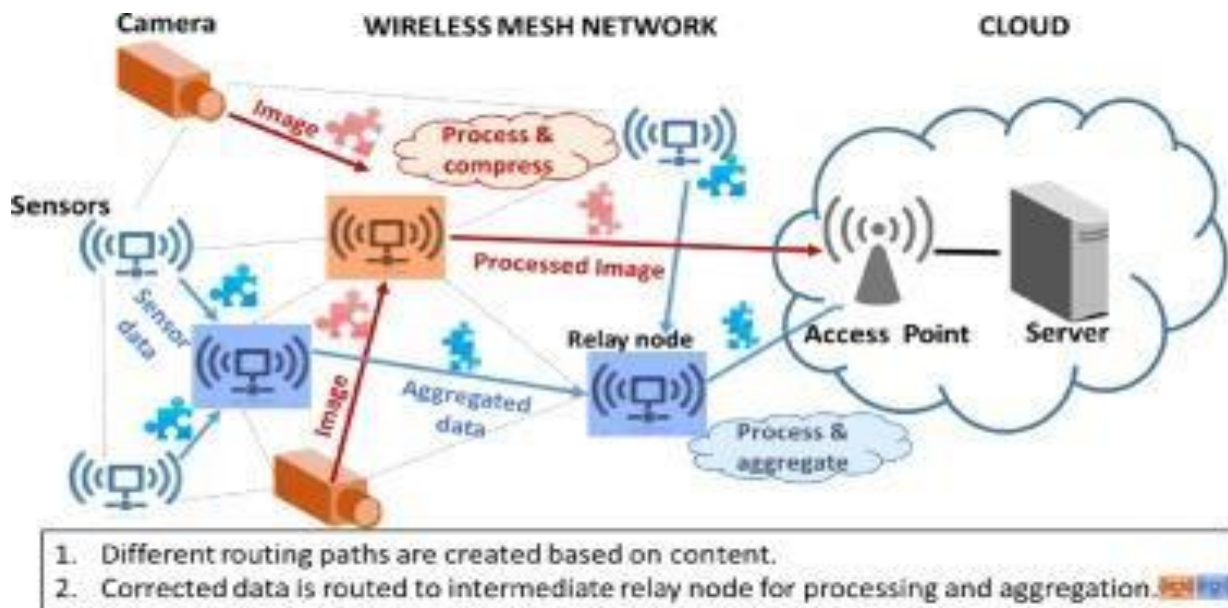 Camera
WIRELESS MESH NETWORK
CLOUD
Image
Process &
compress
Sensors
Processed Image
Sensor
data
Relay node
Access Point
Server
Image
Aggregated
data
Process &
aggregate
1. Different routing paths are created based on content.
2. Corrected data is routed to intermediate relay node for processing and aggregation.